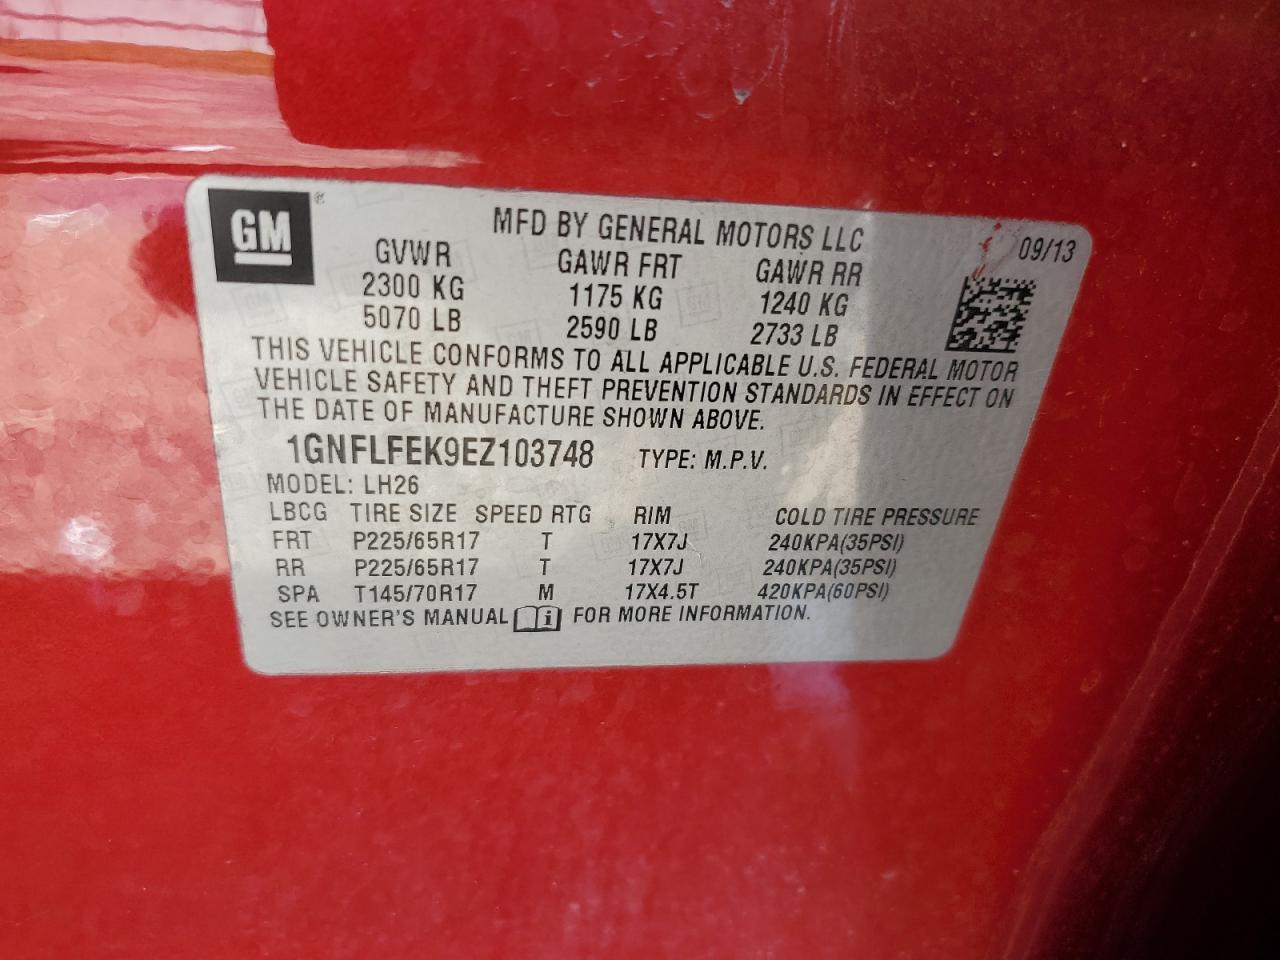 GM ®
MFD BY GENERAL MOTORS LLC 09/13
GVWR GAWR FRT GAWR RR
2300 KG 1175 KG 1240 KG
5070 LB 2590 LB 2733 LB
THIS VEHICLE CONFORMS TO ALL APPLICABLE U.S. FEDERAL MOTOR
VEHICLE SAFETY AND THEFT PREVENTION STANDARDS IN EFFECT ON
THE DATE OF MANUFACTURE SHOWN ABOVE.
1GNFLFEK9EZ103748 TYPE: M.P.V.
MODEL: LH26
LBCG TIRE SIZE SPEED RTG RIM COLD TIRE PRESSURE
FRT P225/65R17 T 17X7J 240KPA(35PSI)
RR P225/65R17 T 17X7J 240KPA(35PSI)
SPA T145/70R17 M 17X4.5T 420KPA(60PSI)
SEE OWNER'S MANUAL i FOR MORE INFORMATION.